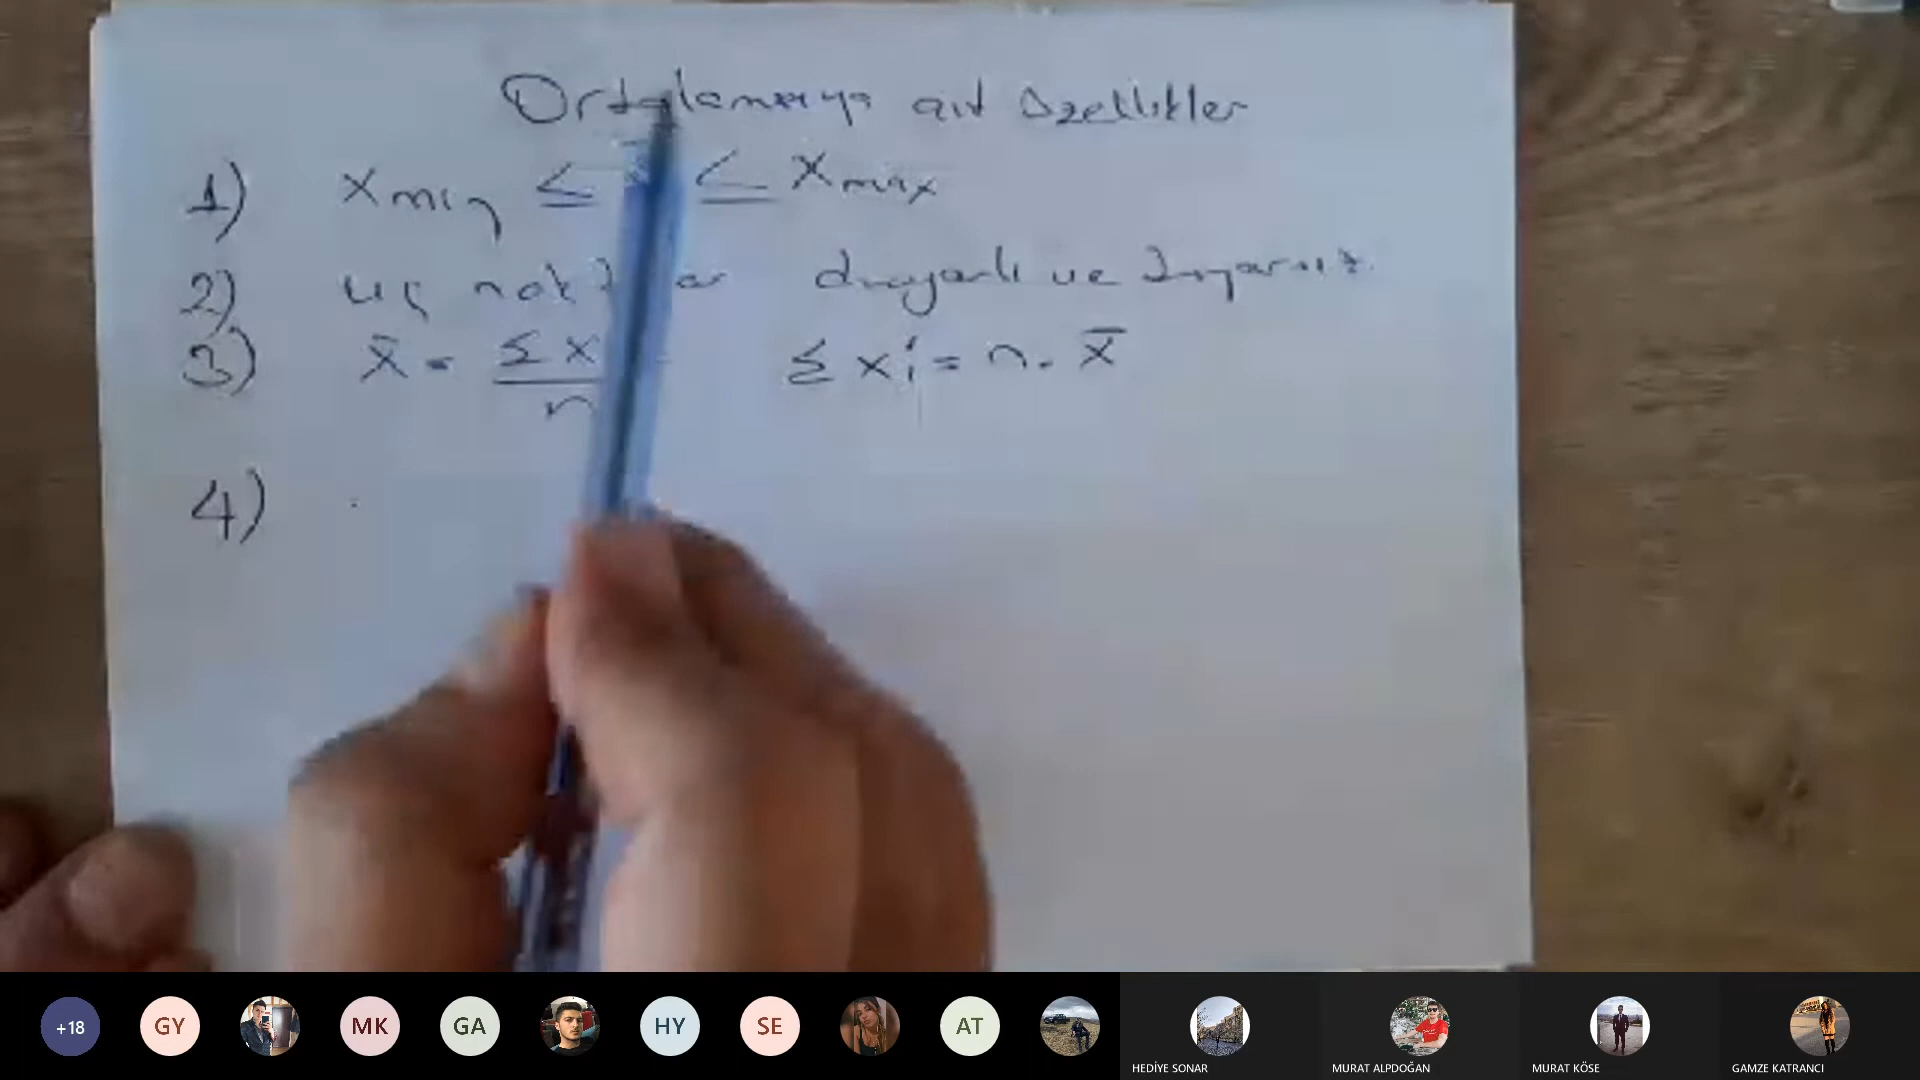 Ortalamaya ait özellikler
1) Xmin ≤ ≤ Xmax
2) uç duyarlı ve
3) x̄ = Σx / n Σxi = n. x̄
4)
+18 GY MK GA HY SE AT
HEDİYE SONAR MURAT ALPDOĞAN MURAT KÖSE GAMZE KATRANCI